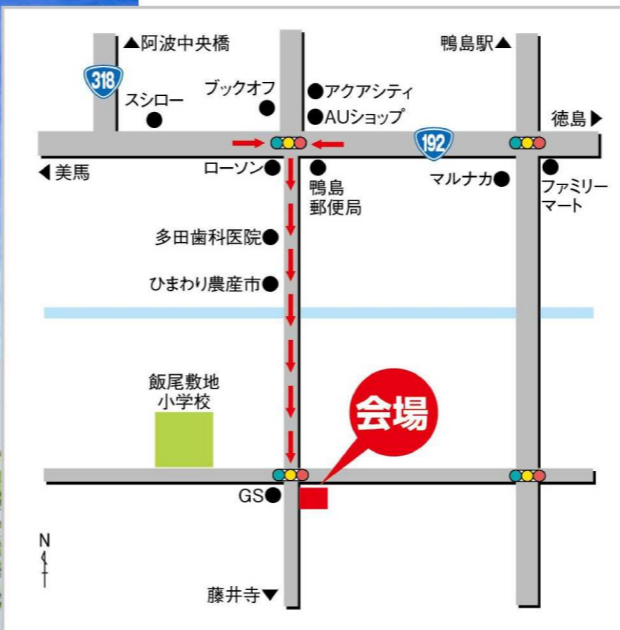 ▲阿波中央橋
鴨島駅▲
318
スシロー
ブックオフ
アクアシティ
AUショップ
徳島▶
192
◀美馬
ローソン
鴨島
郵便局
マルナカ
ファミリー
マート
多田歯科医院
ひまわり農産市
飯尾敷地
小学校
会場
GS
N
藤井寺▼